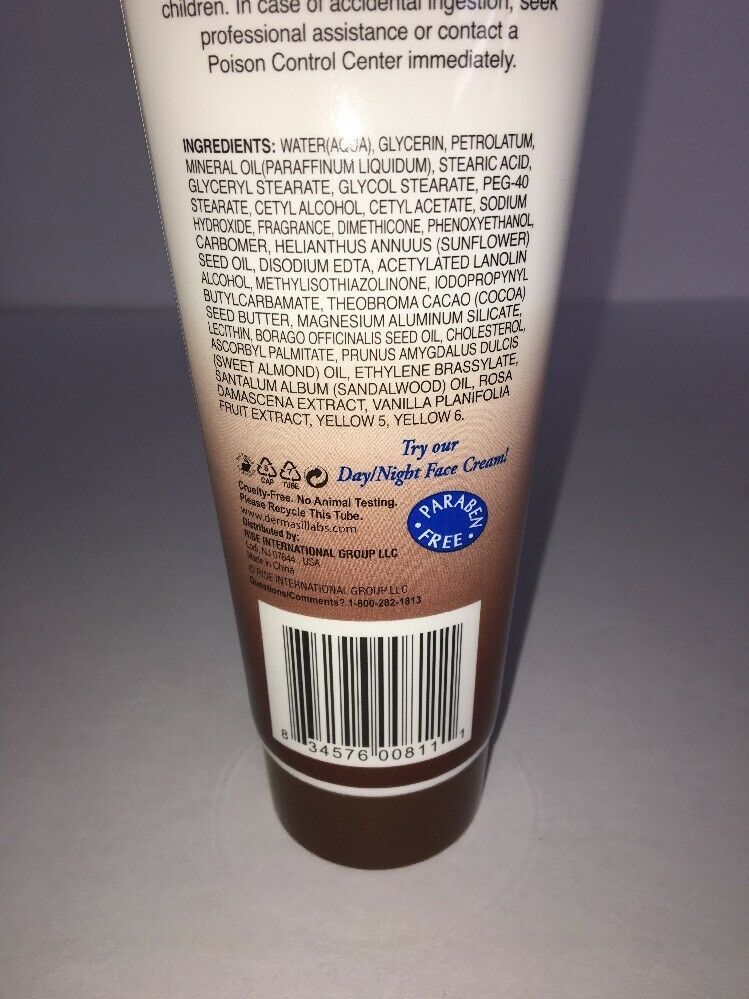 children. In case of accidental ingestion, seek
professional assistance or contact a
Poison Control Center immediately.
INGREDIENTS: WATER(AQUA), GLYCERIN, PETROLATUM,
MINERAL OIL(PARAFFINUM LIQUIDUM), STEARIC ACID,
GLYCERYL STEARATE, GLYCOL STEARATE, PEG-40
STEARATE, CETYL ALCOHOL, CETYL ACETATE, SODIUM
HYDROXIDE, FRAGRANCE, DIMETHICONE, PHENOXYETHANOL,
CARBOMER, HELIANTHUS ANNUUS (SUNFLOWER)
SEED OIL, DISODIUM EDTA, ACETYLATED LANOLIN
ALCOHOL, METHYLISOTHIAZOLINONE, IODOPROPYNYL
BUTYLCARBAMATE, THEOBROMA CACAO (COCOA)
SEED BUTTER, MAGNESIUM ALUMINUM SILICATE,
LECITHIN, BORAGO OFFICINALIS SEED OIL, CHOLESTEROL,
ASCORBYL PALMITATE, PRUNUS AMYGDALUS DULCIS
(SWEET ALMOND) OIL, ETHYLENE BRASSYLATE,
SANTALUM ALBUM (SANDALWOOD) OIL, ROSA
DAMASCENA EXTRACT, VANILLA PLANIFOLIA
FRUIT EXTRACT, YELLOW 5, YELLOW 6.
Try our
Day/Night Face Cream!
CAP TUBE
Cruelty-Free. No Animal Testing.
Please Recycle This Tube.
www.dermasillabs.com
Distributed by:
RISE INTERNATIONAL GROUP LLC
Lodi, NJ 07644 USA
Made in China
© RISE INTERNATIONAL GROUP LLC
Questions/Comments? 1-800-282-1813
PARABEN
FREE
8 34576 00811 1